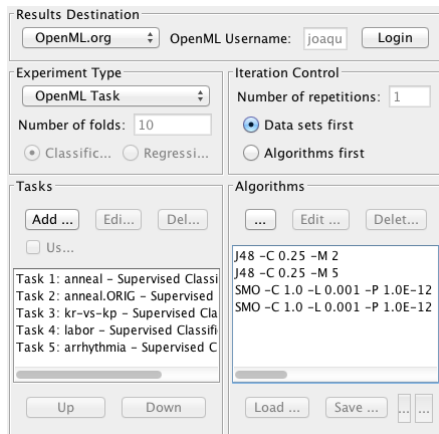 Results Destination
OpenML.org OpenML Username: joaqu Login
Experiment Type
OpenML Task
Number of folds: 10
Classific... Regressi...
Iteration Control
Number of repetitions: 1
Data sets first
Algorithms first
Tasks
Add ... Edi... Del...
Us...
Task 1: anneal - Supervised Classi
Task 2: anneal.ORIG - Supervised
Task 3: kr-vs-kp - Supervised Cla
Task 4: labor - Supervised Classifi
Task 5: arrhythmia - Supervised C
Up Down
Algorithms
... Edit ... Delet...
J48 -C 0.25 -M 2
J48 -C 0.25 -M 5
SMO -C 1.0 -L 0.001 -P 1.0E-12
SMO -C 1.0 -L 0.001 -P 1.0E-12
Load ... Save ... ... ...